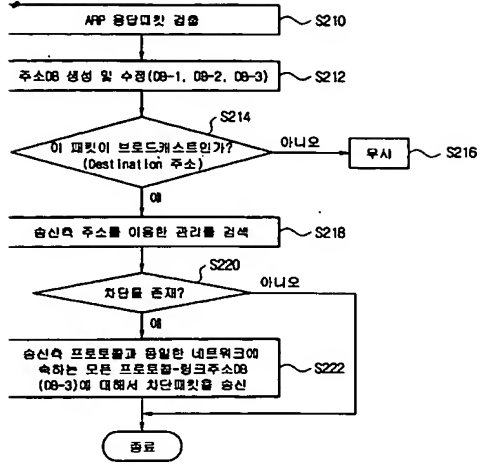 ARP 응답패킷 검출
S210
주소DB 생성 및 수정(DB-1, DB-2, DB-3)
S212
S214
이 패킷이 브로드캐스트인가?
(Destination 주소)
아니오
무시
S216
예
송신측 주소를 이용한 관리룰 검색
S218
S220
차단룰 존재?
아니오
예
송신측 프로토콜과 동일한 네트워크에
속하는 모든 프로토콜-링크주소DB
(DB-3)에 대해서 차단패킷을 송신
S222
종료